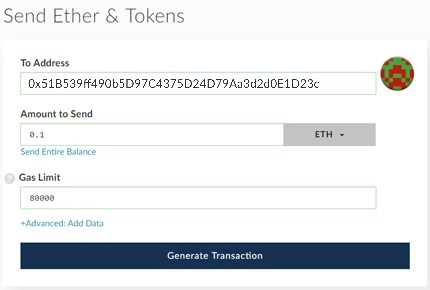 Send Ether & Tokens
To Address
0x51B539ff490b5D97C4375D24D79Aa3d2d0E1D23c
Amount to Send
0.1
ETH
Send Entire Balance
? Gas Limit
80000
+Advanced: Add Data
Generate Transaction